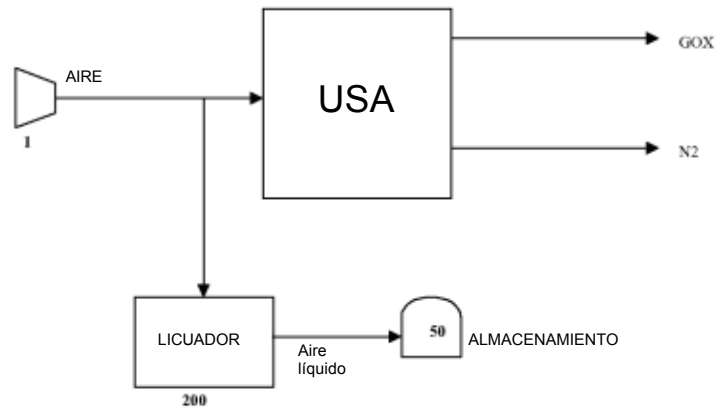 GOX
AIRE
USA
1
N2
LICUADOR
50
ALMACENAMIENTO
Aire
líquido
200